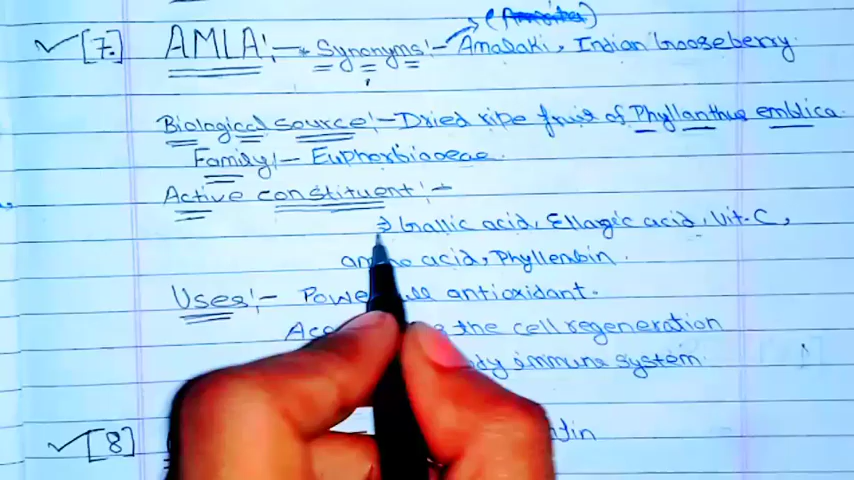 [7.] AMLA:- Synonyms:- Amalaki, Indian Gooseberry.
Biological source:- Dried ripe fruit of Phyllanthus emblica.
Family:- Euphorbiaceae.
Active constituent:-
Gallic acid, Ellagic acid, Vit. C,
acid, Phyllembin.
Uses:- antioxidant.
the cell regeneration
immune system.
[8]